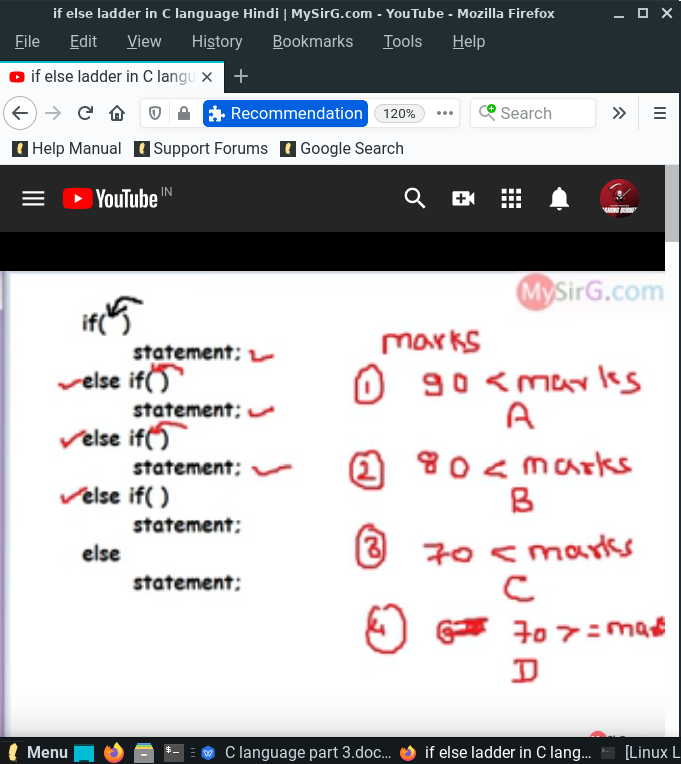 if else ladder in C language Hindi | MySirG.com - YouTube - Mozilla Firefox
File Edit View History Bookmarks Tools Help
if else ladder in C langu
Recommendation 120% Search
Help Manual Support Forums Google Search
YouTube IN
MySirG.com
if( )
statement;
else if( )
statement;
else if( )
statement;
else if( )
statement;
else
statement;
marks
1 90 < marks
A
2 80 < marks
B
3 70 < marks
C
4 70 >= mar
D
Menu C language part 3.doc... if else ladder in C lang... [Linux L